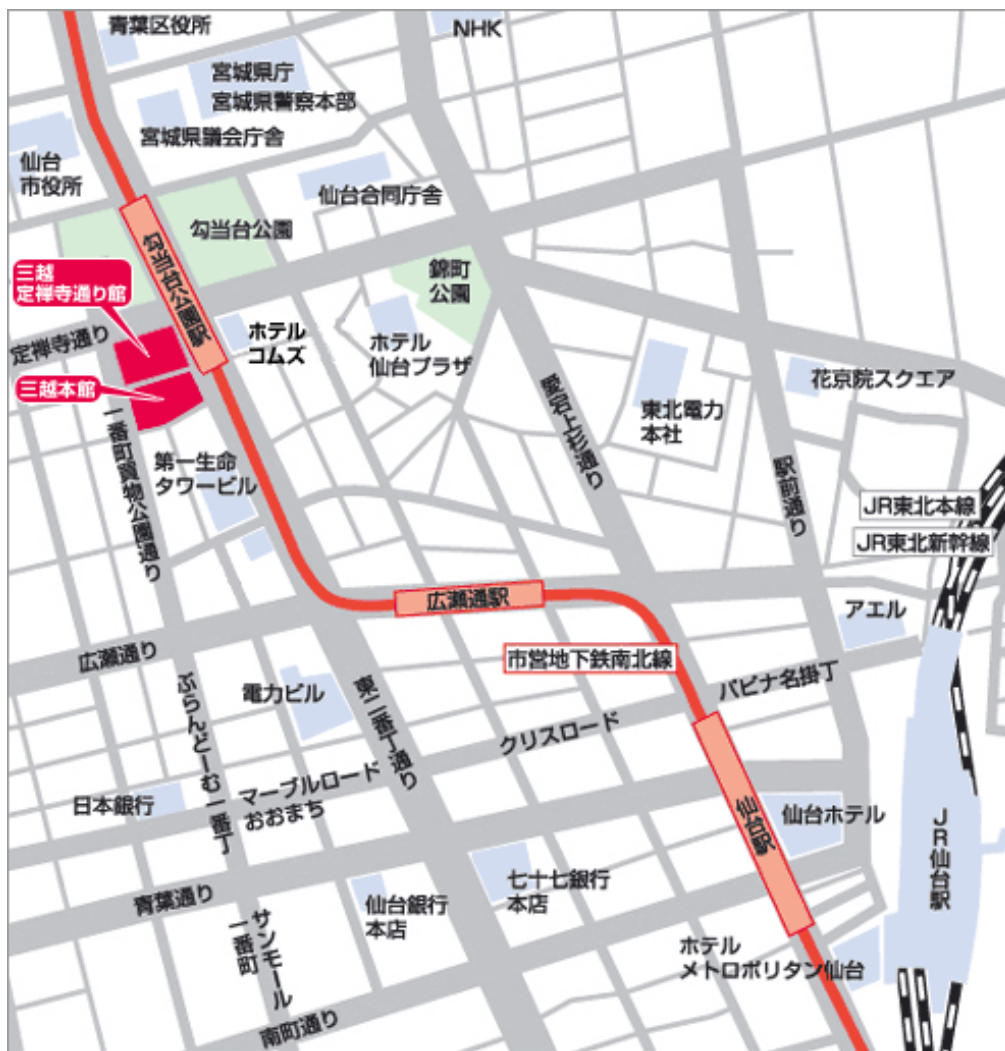 青葉区役所
NHK
宮城県庁
宮城県警察本部
宮城県議会庁舎
仙台
市役所
仙台合同庁舎
勾当台公園
勾当台公園駅
錦町
公園
三越
定禅寺通り館
定禅寺通り
ホテル
コムズ
ホテル
仙台プラザ
三越本館
花京院スクエア
東北電力
本社
愛宕上杉通り
駅前通り
一番町買物公園通り
第一生命
タワービル
JR東北本線
JR東北新幹線
広瀬通駅
アエル
広瀬通り
市営地下鉄南北線
電力ビル
東二番丁通り
ぶらんどーむ一番丁
パピナ名掛丁
クリスロード
マーブルロード
おおまち
日本銀行
仙台駅
仙台ホテル
JR仙台駅
青葉通り
仙台銀行
本店
七十七銀行
本店
サンモール
一番町
ホテル
メトロポリタン仙台
南町通り